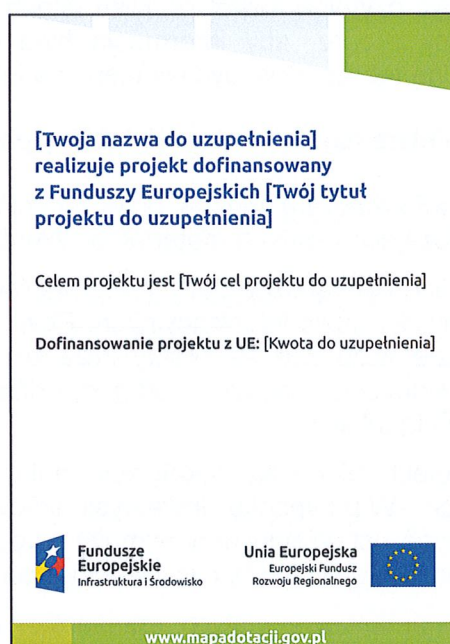 [Twoja nazwa do uzupełnienia]
realizuje projekt dofinansowany
z Funduszy Europejskich [Twój tytuł
projektu do uzupełnienia]
Celem projektu jest [Twój cel projektu do uzupełnienia]
Dofinansowanie projektu z UE: [Kwota do uzupełnienia]
Fundusze
Europejskie
Infrastruktura i Środowisko
Unia Europejska
Europejski Fundusz
Rozwoju Regionalnego
www.mapadotacji.gov.pl